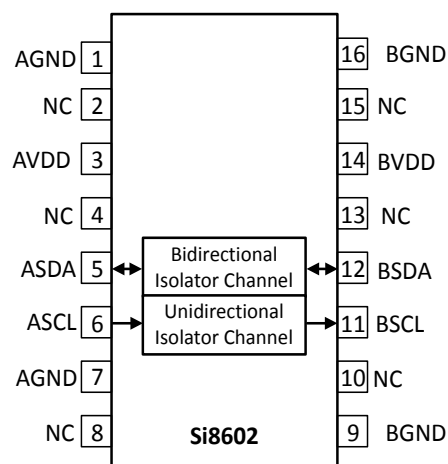 AGND 1
NC 2
AVDD 3
NC 4
ASDA 5
ASCL 6
AGND 7
NC 8
Bidirectional
Isolator Channel
Unidirectional
Isolator Channel
Si8602
16 BGND
15 NC
14 BVDD
13 NC
12 BSDA
11 BSCL
10 NC
9 BGND